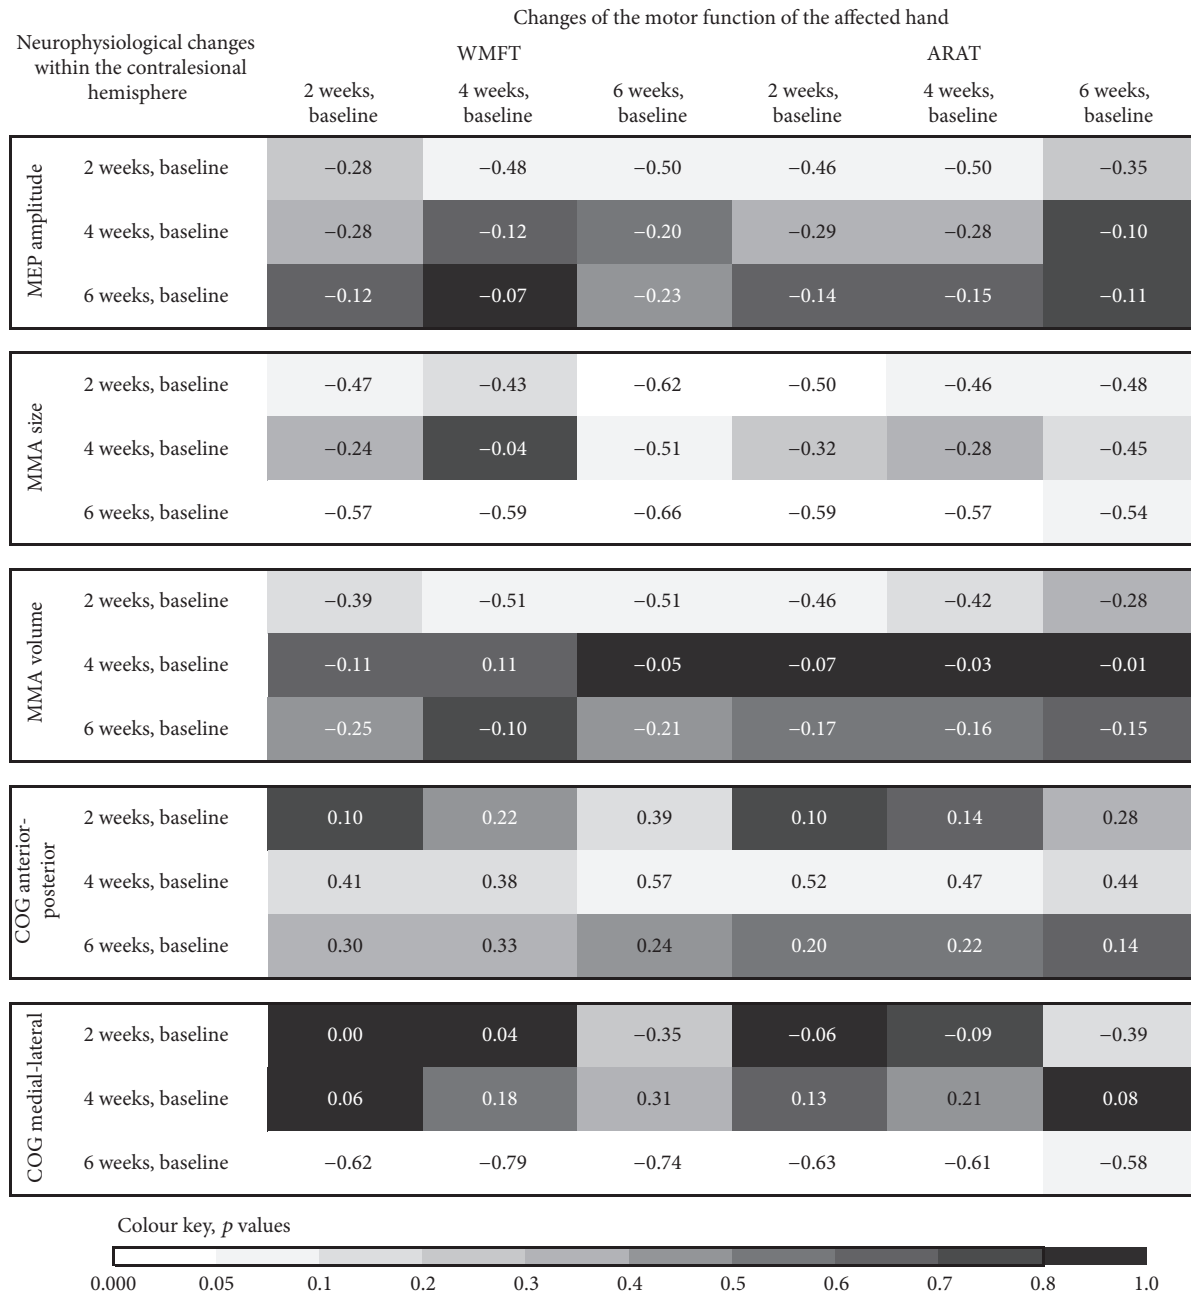 Changes of the motor function of the affected hand
Neurophysiological changes
within the contralesional
hemisphere
WMFT ARAT
2 weeks, 4 weeks, 6 weeks, 2 weeks, 4 weeks, 6 weeks,
baseline baseline baseline baseline baseline baseline
MEP amplitude
2 weeks, baseline −0.28 −0.48 −0.50 −0.46 −0.50 −0.35
4 weeks, baseline −0.28 −0.12 −0.20 −0.29 −0.28 −0.10
6 weeks, baseline −0.12 −0.07 −0.23 −0.14 −0.15 −0.11
MMA size
2 weeks, baseline −0.47 −0.43 −0.62 −0.50 −0.46 −0.48
4 weeks, baseline −0.24 −0.04 −0.51 −0.32 −0.28 −0.45
6 weeks, baseline −0.57 −0.59 −0.66 −0.59 −0.57 −0.54
MMA volume
2 weeks, baseline −0.39 −0.51 −0.51 −0.46 −0.42 −0.28
4 weeks, baseline −0.11 0.11 −0.05 −0.07 −0.03 −0.01
6 weeks, baseline −0.25 −0.10 −0.21 −0.17 −0.16 −0.15
COG anterior-
posterior
2 weeks, baseline 0.10 0.22 0.39 0.10 0.14 0.28
4 weeks, baseline 0.41 0.38 0.57 0.52 0.47 0.44
6 weeks, baseline 0.30 0.33 0.24 0.20 0.22 0.14
COG medial-lateral
2 weeks, baseline 0.00 0.04 −0.35 −0.06 −0.09 −0.39
4 weeks, baseline 0.06 0.18 0.31 0.13 0.21 0.08
6 weeks, baseline −0.62 −0.79 −0.74 −0.63 −0.61 −0.58
Colour key, p values
0.000 0.05 0.1 0.2 0.3 0.4 0.5 0.6 0.7 0.8 1.0